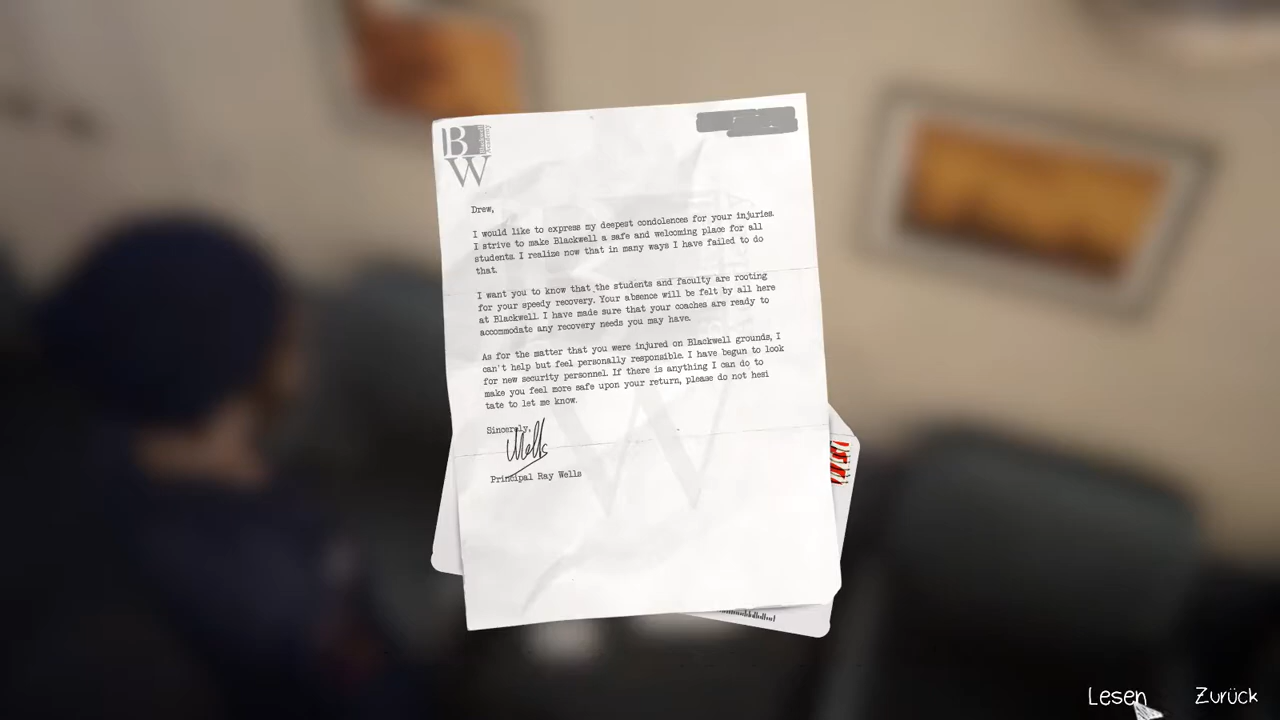 BW
Blackwell
Academy
Drew,
I would like to express my deepest condolences for your injuries.
I strive to make Blackwell a safe and welcoming place for all
students. I realize now that in many ways I have failed to do
that.
I want you to know that the students and faculty are rooting
for your speedy recovery. Your absence will be felt by all here
at Blackwell. I have made sure that your coaches are ready to
accommodate any recovery needs you may have.
As for the matter that you were injured on Blackwell grounds, I
can't help but feel personally responsible. I have begun to look
for new security personnel. If there is anything I can do to
make you feel more safe upon your return, please do not hesi
tate to let me know.
Sincerely,
Wells
Principal Ray Wells
Lesen
Zurück